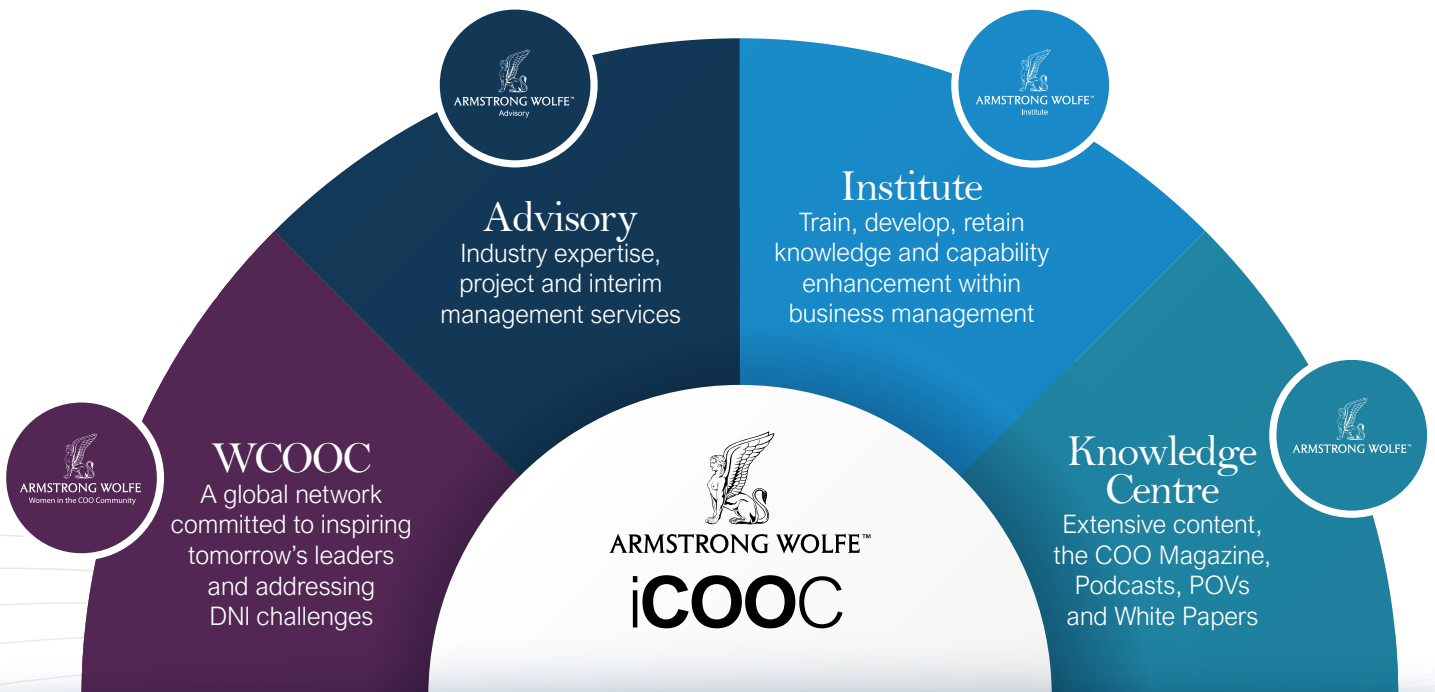 ARMSTRONG WOLFE™
Advisory
ARMSTRONG WOLFE™
Institute
Advisory
Industry expertise,
project and interim
management services
Institute
Train, develop, retain
knowledge and capability
enhancement within
business management
ARMSTRONG WOLFE
Women in the COO Community
WCOOC
A global network
committed to inspiring
tomorrow’s leaders
and addressing
DNI challenges
ARMSTRONG WOLFE™
iCOOC
Knowledge
Centre
Extensive content,
the COO Magazine,
Podcasts, POVs
and White Papers
ARMSTRONG WOLFE™